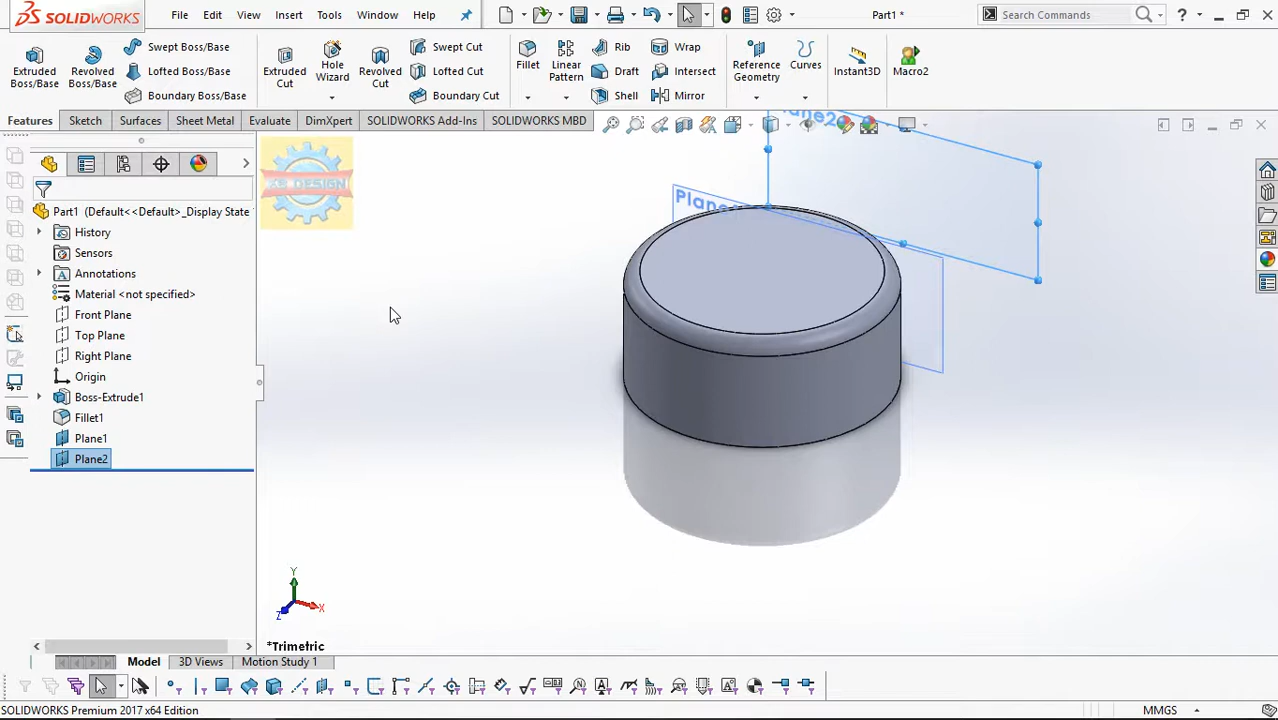 SOLIDWORKS File Edit View Insert Tools Window Help Part1 * Search Commands ?
Extruded Boss/Base
Revolved Boss/Base
Swept Boss/Base
Lofted Boss/Base
Boundary Boss/Base
Extruded Cut
Hole Wizard
Revolved Cut
Swept Cut
Lofted Cut
Boundary Cut
Fillet
Linear Pattern
Rib
Draft
Shell
Wrap
Intersect
Mirror
Reference Geometry
Curves
Instant3D
Macro2
Features Sketch Surfaces Sheet Metal Evaluate DimXpert SOLIDWORKS Add-Ins SOLIDWORKS MBD
Part1 (Default<<Default>_Display State
History
Sensors
Annotations
Material <not specified>
Front Plane
Top Plane
Right Plane
Origin
Boss-Extrude1
Fillet1
Plane1
Plane2
DESIGN
Y
X
Z
*Trimetric
Model 3D Views Motion Study 1
SOLIDWORKS Premium 2017 x64 Edition MMGS